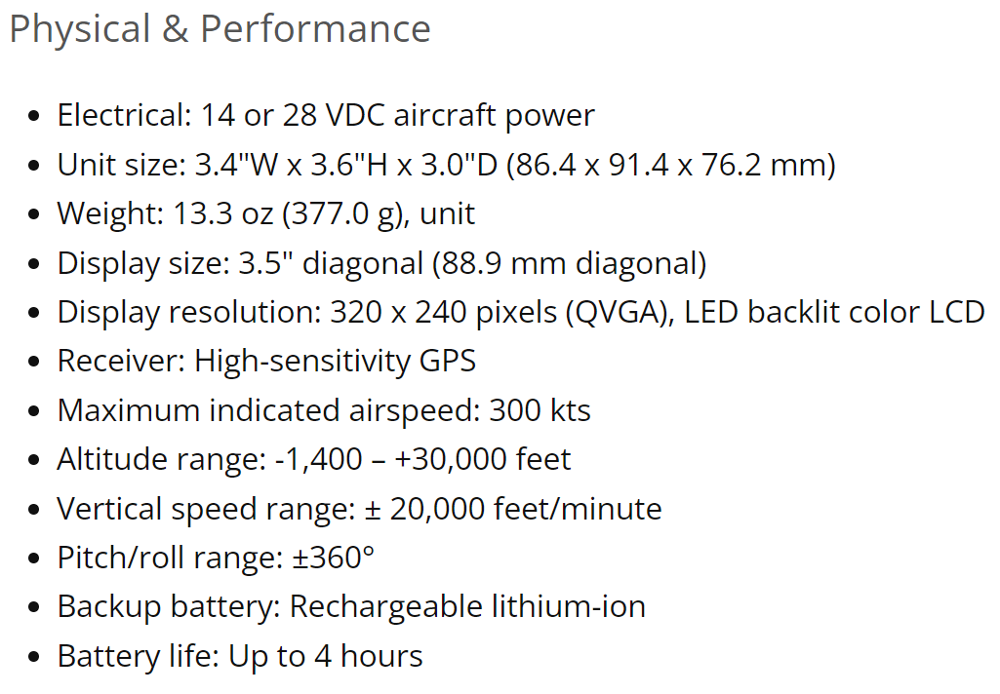 Physical & Performance
• Electrical: 14 or 28 VDC aircraft power
• Unit size: 3.4"W x 3.6"H x 3.0"D (86.4 x 91.4 x 76.2 mm)
• Weight: 13.3 oz (377.0 g), unit
• Display size: 3.5" diagonal (88.9 mm diagonal)
• Display resolution: 320 x 240 pixels (QVGA), LED backlit color LCD
• Receiver: High-sensitivity GPS
• Maximum indicated airspeed: 300 kts
• Altitude range: -1,400 – +30,000 feet
• Vertical speed range: ± 20,000 feet/minute
• Pitch/roll range: ±360°
• Backup battery: Rechargeable lithium-ion
• Battery life: Up to 4 hours